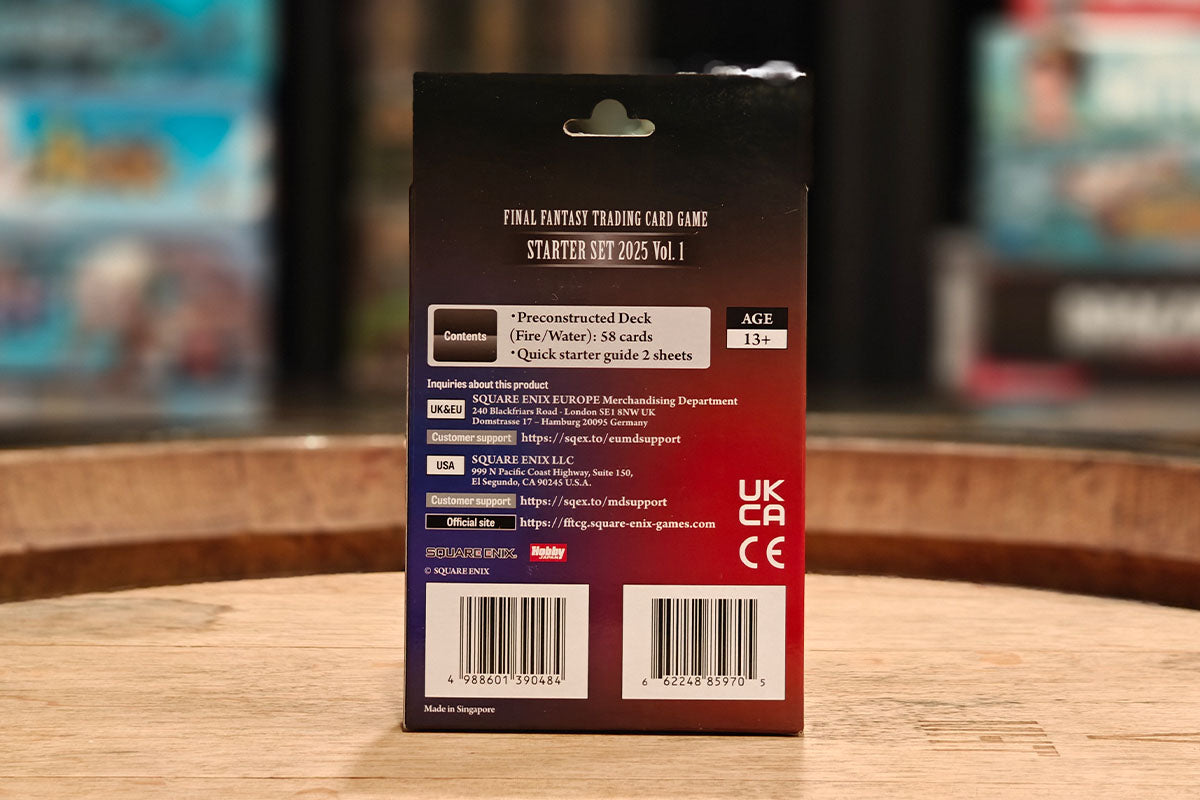 FINAL FANTASY TRADING CARD GAME
STARTER SET 2025 Vol. 1
Contents
•Preconstructed Deck
(Fire/Water): 58 cards
•Quick starter guide 2 sheets
AGE
13+
Inquiries about this product
UK&EU
SQUARE ENIX EUROPE Merchandising Department
240 Blackfriars Road - London SE1 8NW UK
Domstrasse 17 – Hamburg 20095 Germany
Customer support https://sqex.to/eumdsupport
USA
SQUARE ENIX LLC
999 N Pacific Coast Highway, Suite 150,
El Segundo, CA 90245 U.S.A.
Customer support https://sqex.to/mdsupport
Official site https://fftcg.square-enix-games.com
UK
CA
CE
SQUARE ENIX. Hobby JAPAN
© SQUARE ENIX
4 988601 390484
6 62248 85970 5
Made in Singapore